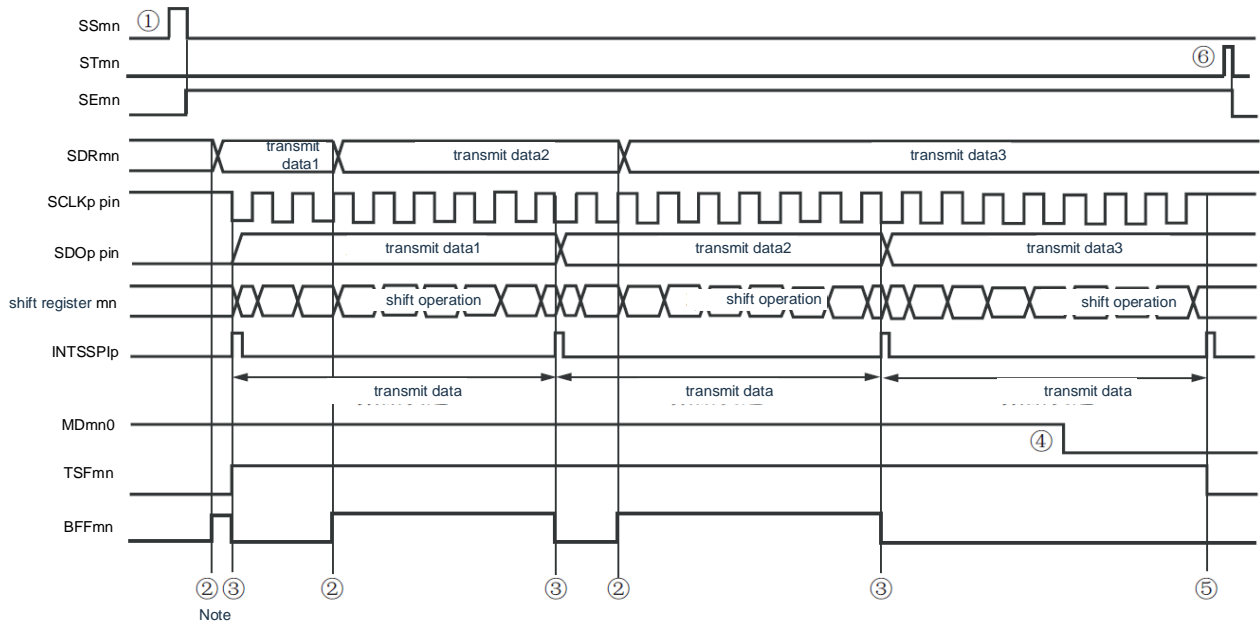 SSmn ①
STmn ⑥
SEmn
SDRmn transmit data1 transmit data2 transmit data3
SCLKp pin
SDOp pin transmit data1 transmit data2 transmit data3
shift register mn shift operation shift operation shift operation
INTSSPIp
transmit data transmit data transmit data
MDmn0 ④
TSFmn
BFFmn
② ③ ② ③ ② ③ ⑤
Note